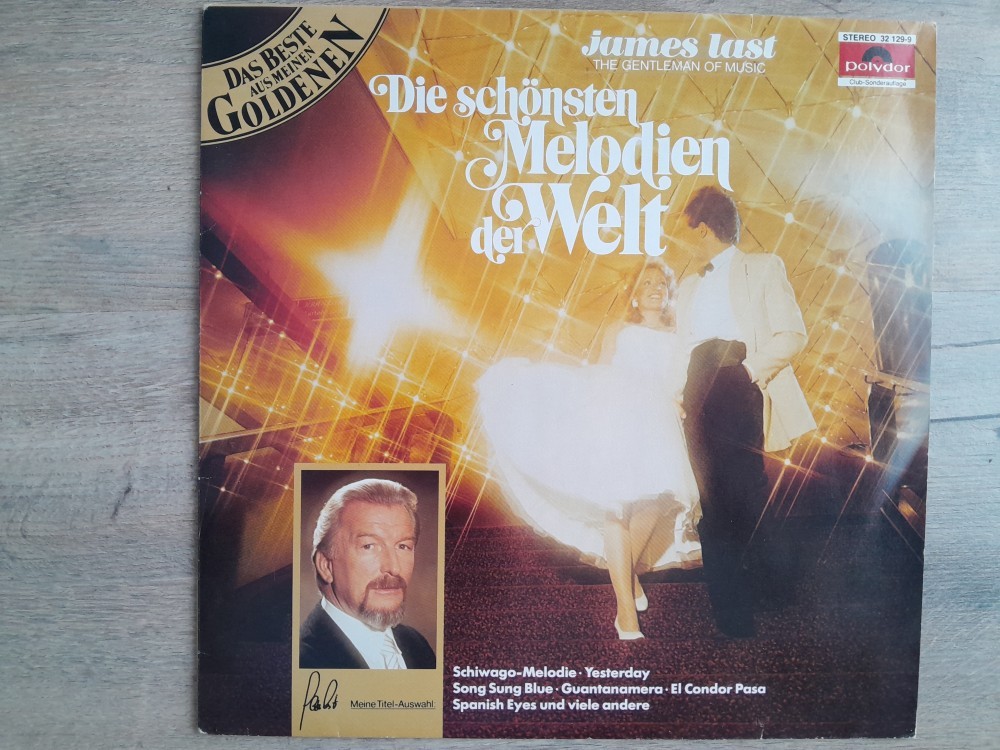 DAS BESTE
AUS MEINEN
GOLDENEN
james last
THE GENTLEMAN OF MUSIC
STEREO 32 129-9
polydor
Club-Sonderauflage
Die schönsten
Melodien
der Welt
Meine Titel-Auswahl:
Schiwago-Melodie · Yesterday
Song Sung Blue · Guantanamera · El Condor Pasa
Spanish Eyes und viele andere